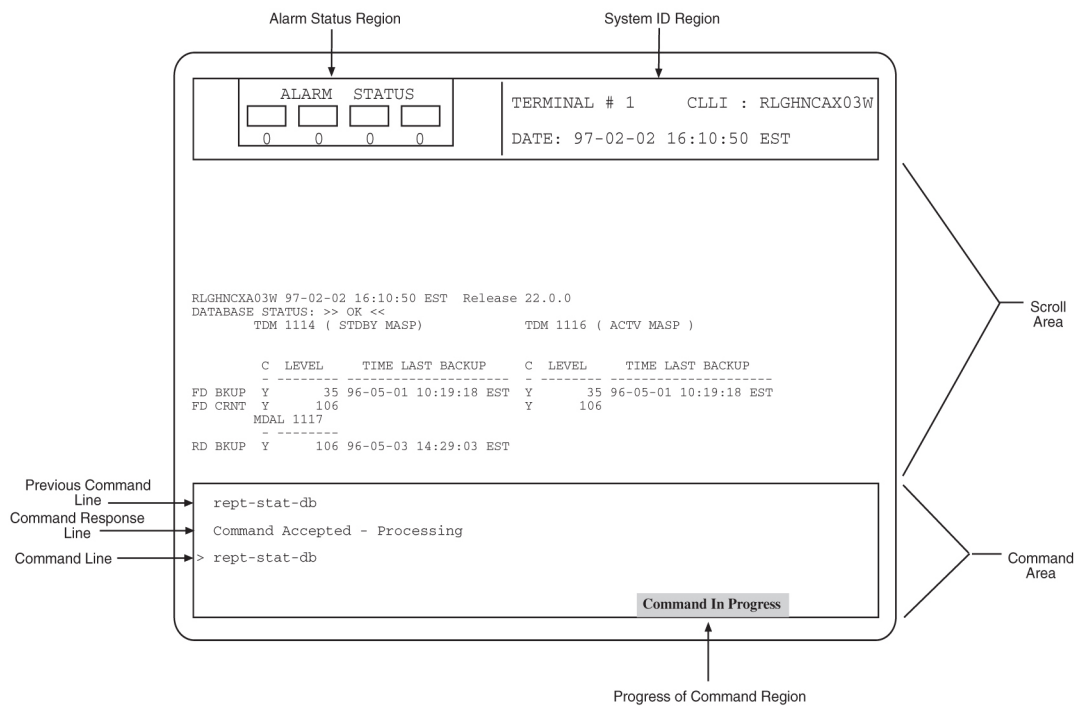 Alarm Status Region
System ID Region
ALARM STATUS
0 0 0 0
TERMINAL # 1 CLLI : RLGHNCAX03W
DATE: 97-02-02 16:10:50 EST
RLGHNCXA03W 97-02-02 16:10:50 EST Release 22.0.0
DATABASE STATUS: >> OK <<
TDM 1114 ( STDBY MASP) TDM 1116 ( ACTV MASP )
C LEVEL TIME LAST BACKUP C LEVEL TIME LAST BACKUP
- -------- ----------------------- - -------- -----------------------
FD BKUP Y 35 96-05-01 10:19:18 EST Y 35 96-05-01 10:19:18 EST
FD CRNT Y 106 Y 106
MDAL 1117
- --------
RD BKUP Y 106 96-05-03 14:29:03 EST
Scroll
Area
Previous Command
Line
rept-stat-db
Command Response
Line
Command Accepted - Processing
Command Line
> rept-stat-db
Command
Area
Command In Progress
Progress of Command Region